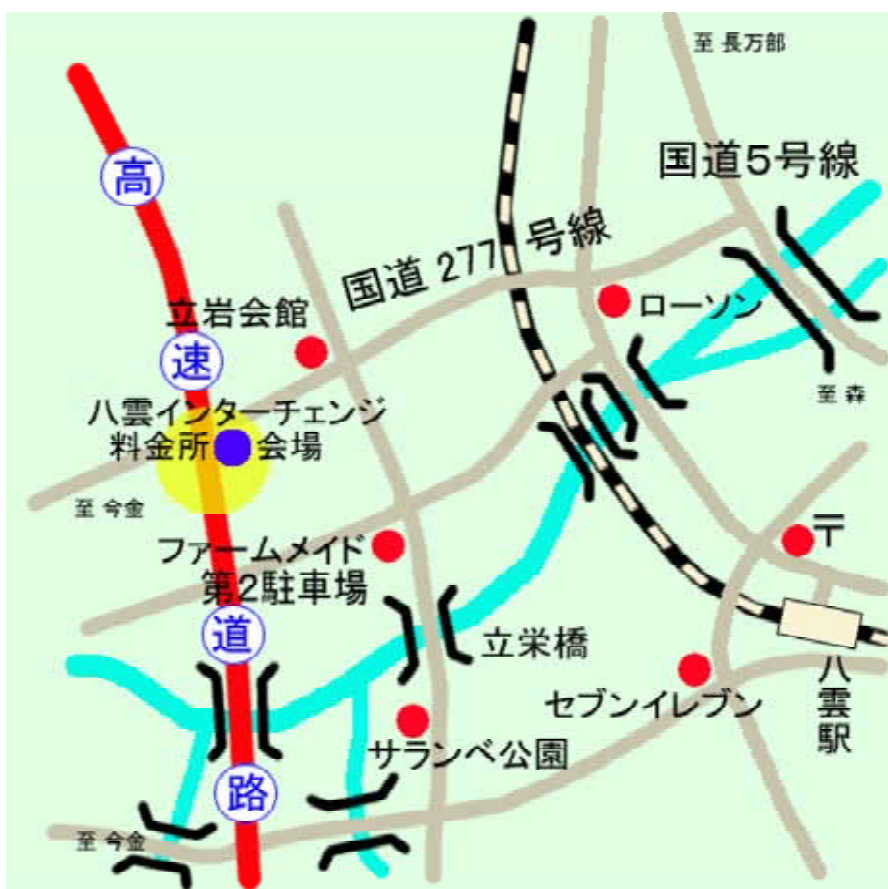 至 長万部
国道5号線
高
国道 277 号線
立岩会館
ローソン
速
至 森
八雲インターチェンジ
料金所
会場
至 今金
〒
ファームメイド
第2駐車場
道
立栄橋
八雲駅
セブンイレブン
サランベ公園
路
至 今金